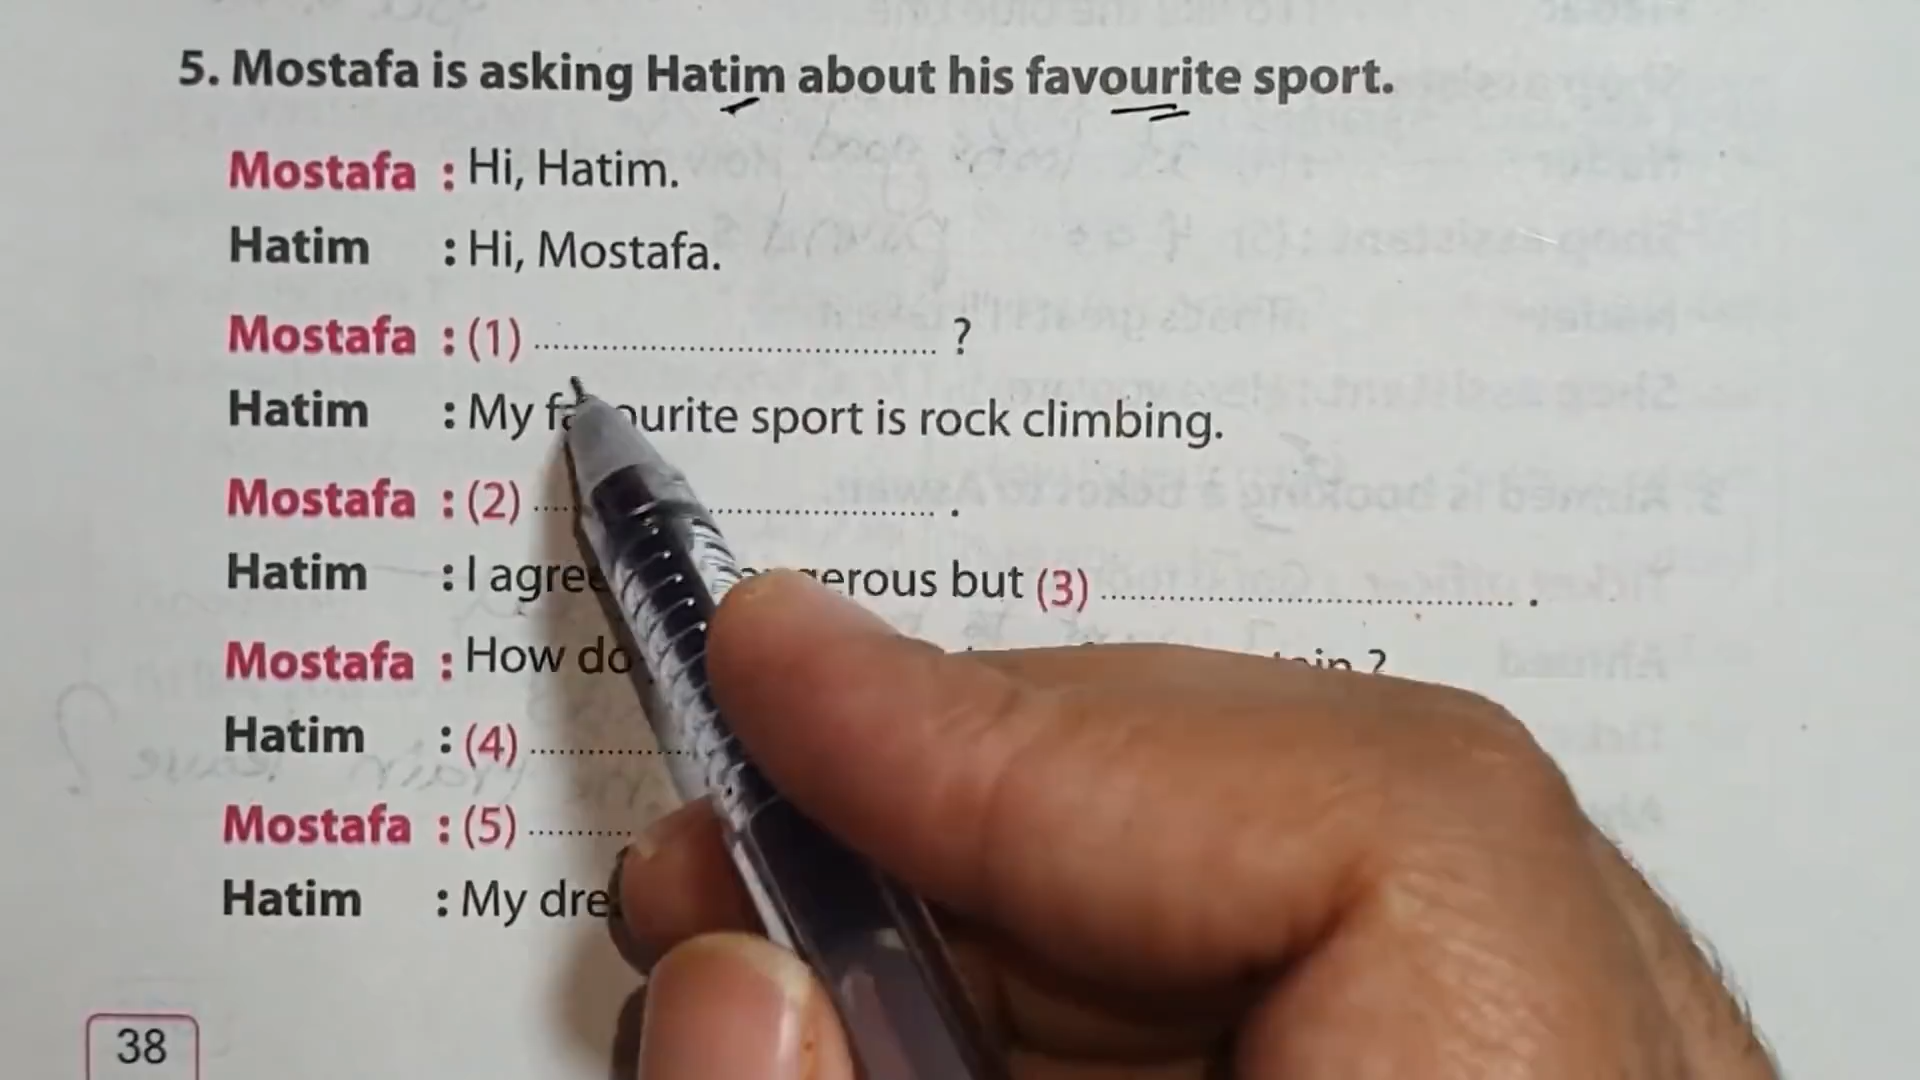 5. Mostafa is asking Hatim about his favourite sport.
Mostafa : Hi, Hatim.
Hatim : Hi, Mostafa.
Mostafa : (1) ........................................ ?
Hatim : My favourite sport is rock climbing.
Mostafa : (2) ........................................ .
Hatim : I agree dangerous but (3) ........................................ .
Mostafa : How do ?
Hatim : (4) ................
Mostafa : (5) ...........
Hatim : My
38